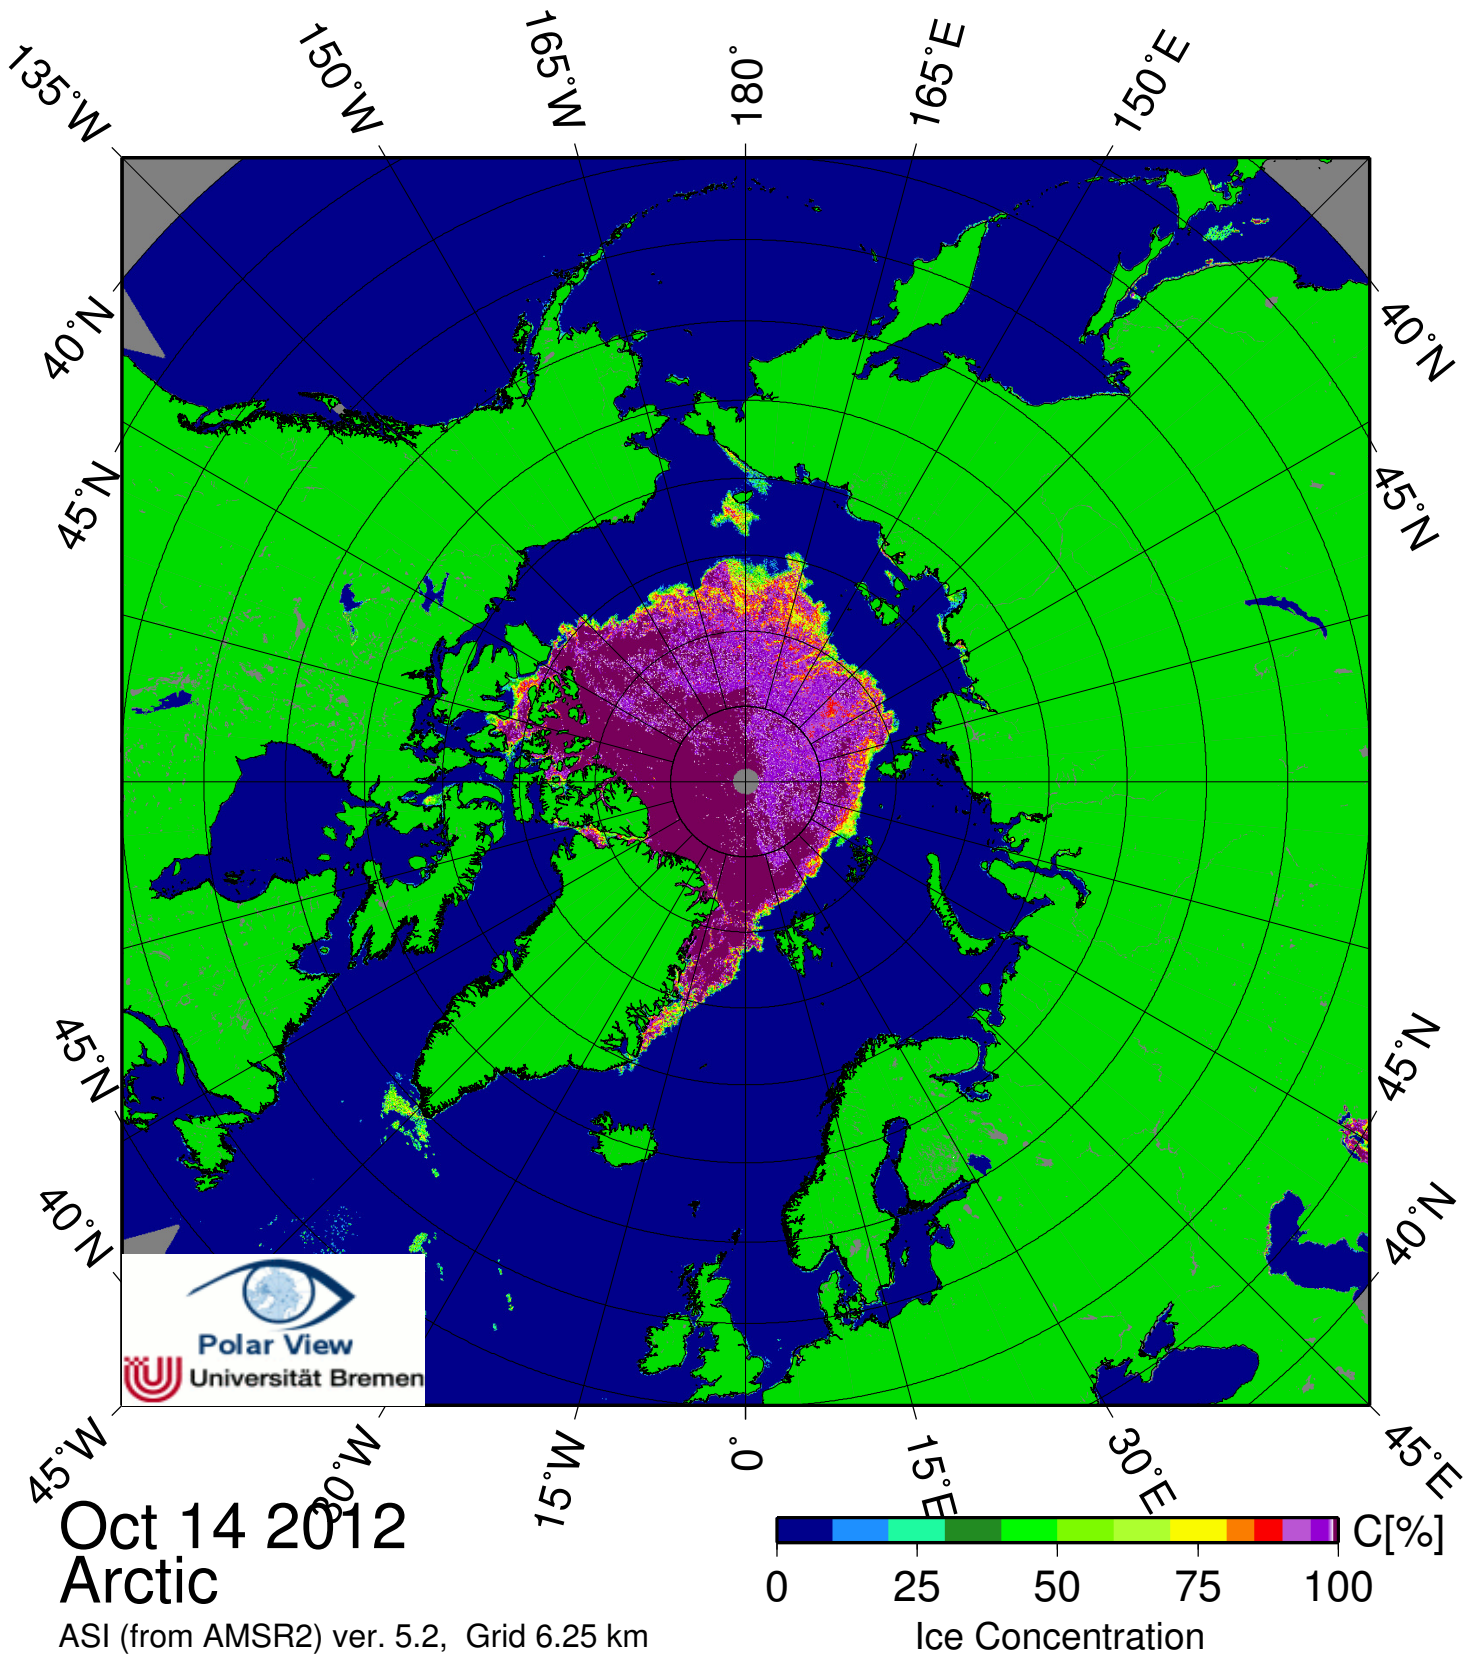 135°W
150°W
165°W
180°
165°E
150°E
40°N
40°N
45°N
45°N
45°N
45°N
40°N
40°N
Polar View
Universität Bremen
45°W
30°W
15°W
0°
15°E
30°E
45°E
Oct 14 2012
Arctic
ASI (from AMSR2) ver. 5.2, Grid 6.25 km
C[%]
0 25 50 75 100
Ice Concentration